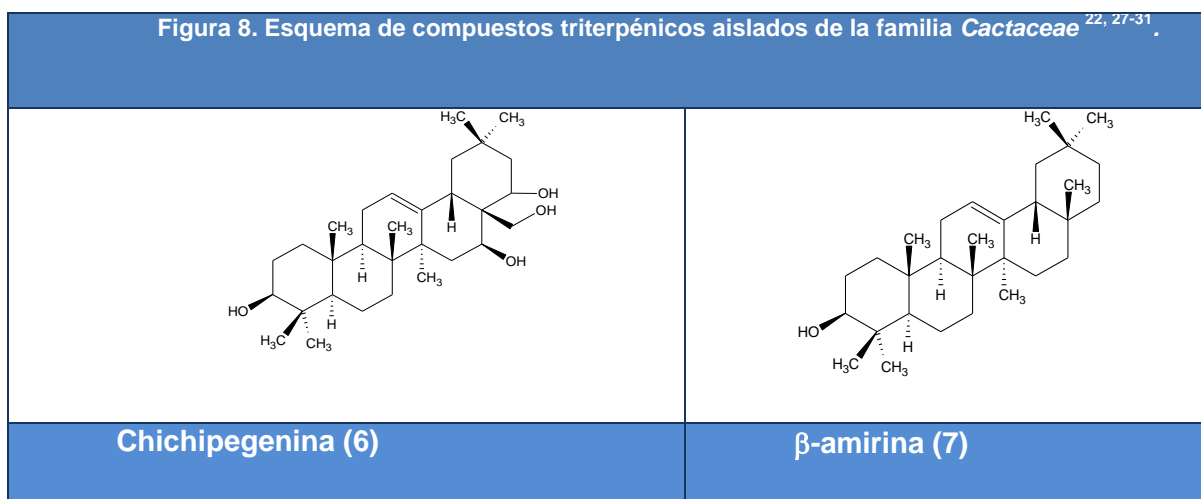 Figura 8. Esquema de compuestos triterpénicos aislados de la familia Cactaceae 22, 27-31.
H₃C CH₃
OH
OH
CH₃ CH₃ H
OH
H CH₃
HO
H
H₃C CH₃
H₃C CH₃
CH₃
CH₃ CH₃ H
H CH₃
HO
H
H₃C CH₃
Chichipegenina (6)
β-amirina (7)